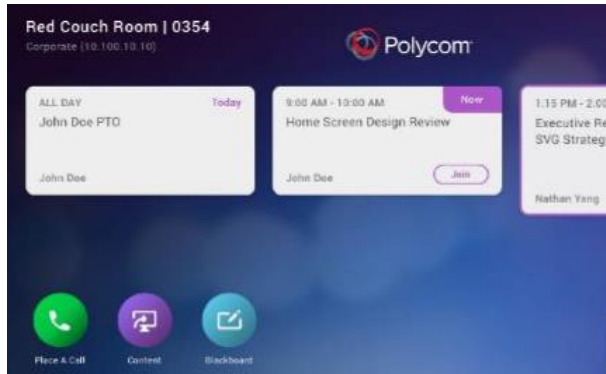 Red Couch Room | 0354
Corporate (10.100.10.10)
Polycom
ALL DAY Today
John Doe PTO
John Doe
9:00 AM - 10:00 AM Now
Home Screen Design Review
John Doe Join
1:15 PM - 2:00
Executive Re
SVG Strateg
Nathan Yang
Place A Call Content Blackboard